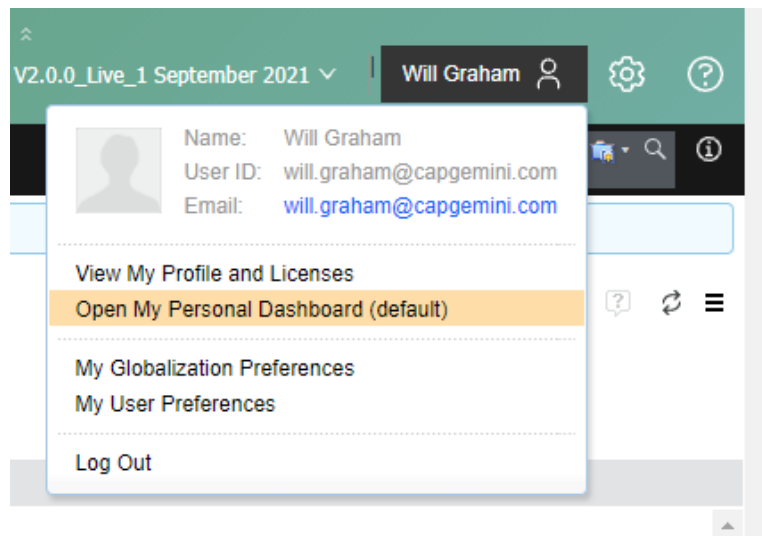 V2.0.0_Live_1 September 2021
Will Graham
Name: Will Graham
User ID: will.graham@capgemini.com
Email: will.graham@capgemini.com
View My Profile and Licenses
Open My Personal Dashboard (default)
My Globalization Preferences
My User Preferences
Log Out